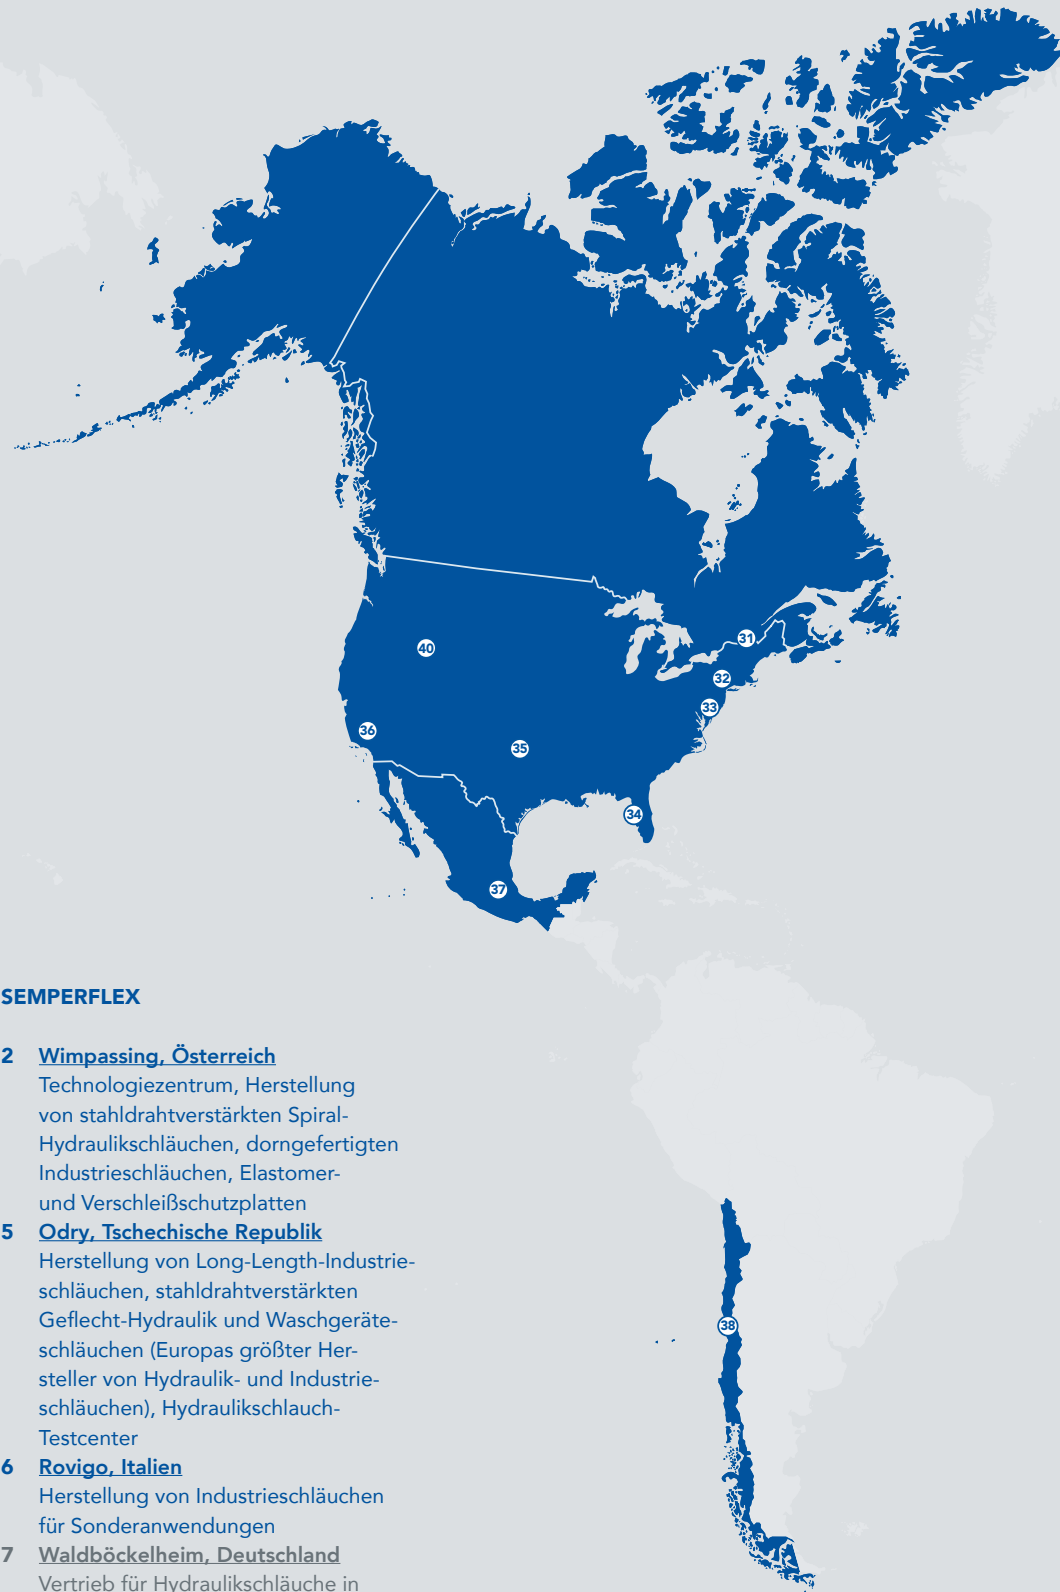 31
40
32
33
36
35
34
37
SEMPERFLEX
2 Wimpassing, Österreich
Technologiezentrum, Herstellung
von stahldrahtverstärkten Spiral-
Hydraulikschläuchen, dorngefertigten
Industrieschläuchen, Elastomer-
und Verschleißschutzplatten
5 Odry, Tschechische Republik
Herstellung von Long-Length-Industrie-
schläuchen, stahldrahtverstärkten
Geflecht-Hydraulik und Waschgeräte-
schläuchen (Europas größter Her-
steller von Hydraulik- und Industrie-
schläuchen), Hydraulikschlauch-
Testcenter
6 Rovigo, Italien
Herstellung von Industrieschläuchen
für Sonderanwendungen
7 Waldböckelheim, Deutschland
Vertrieb für Hydraulikschläuche in
38